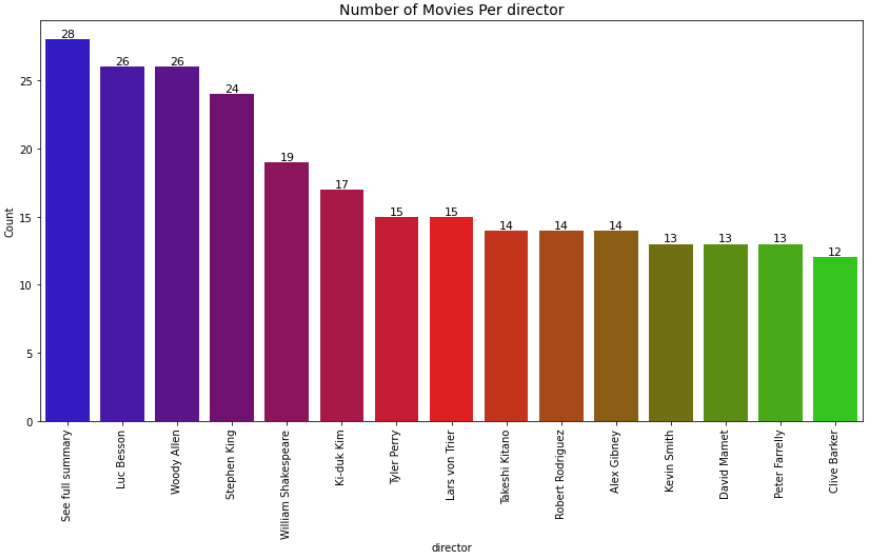 Number of Movies Per director
28
26
26
24
19
17
15
15
14
14
14
13
13
13
12
Count
25
20
15
10
5
0
See full summary
Luc Besson
Woody Allen
Stephen King
William Shakespeare
Ki-duk Kim
Tyler Perry
Lars von Trier
Takeshi Kitano
Robert Rodriguez
Alex Gibney
Kevin Smith
David Mamet
Peter Farrelly
Clive Barker
director